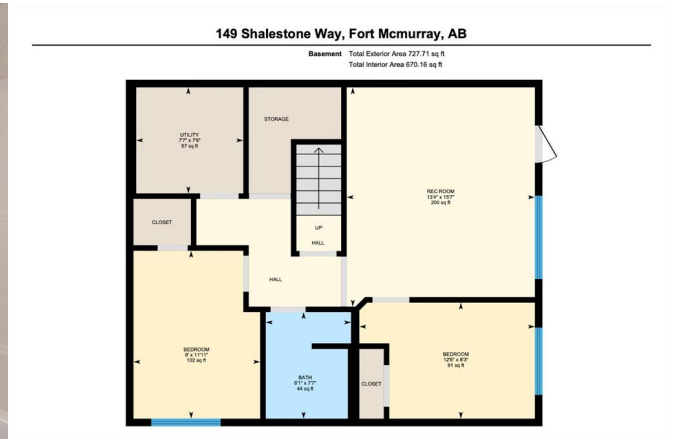 149 Shalestone Way, Fort Mcmurray, AB
Basement Total Exterior Area 727.71 sq ft
Total Interior Area 670.16 sq ft
UTILITY
7'7" x 7'6"
57 sq ft
STORAGE
REC ROOM
13'4" x 15'7"
200 sq ft
CLOSET
UP
HALL
HALL
BEDROOM
9' x 11'11"
102 sq ft
BATH
6'1" x 7'7"
44 sq ft
CLOSET
BEDROOM
12'6" x 8'3"
91 sq ft